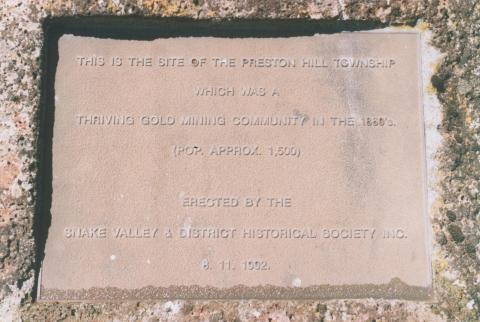 THIS IS THE SITE OF THE PRESTON HILL TOWNSHIP
WHICH WAS A
THRIVING GOLD MINING COMMUNITY IN THE 1860's.
(POP. APPROX. 1,500)
ERECTED BY THE
SNAKE VALLEY & DISTRICT HISTORICAL SOCIETY INC.
8. 11. 1992.